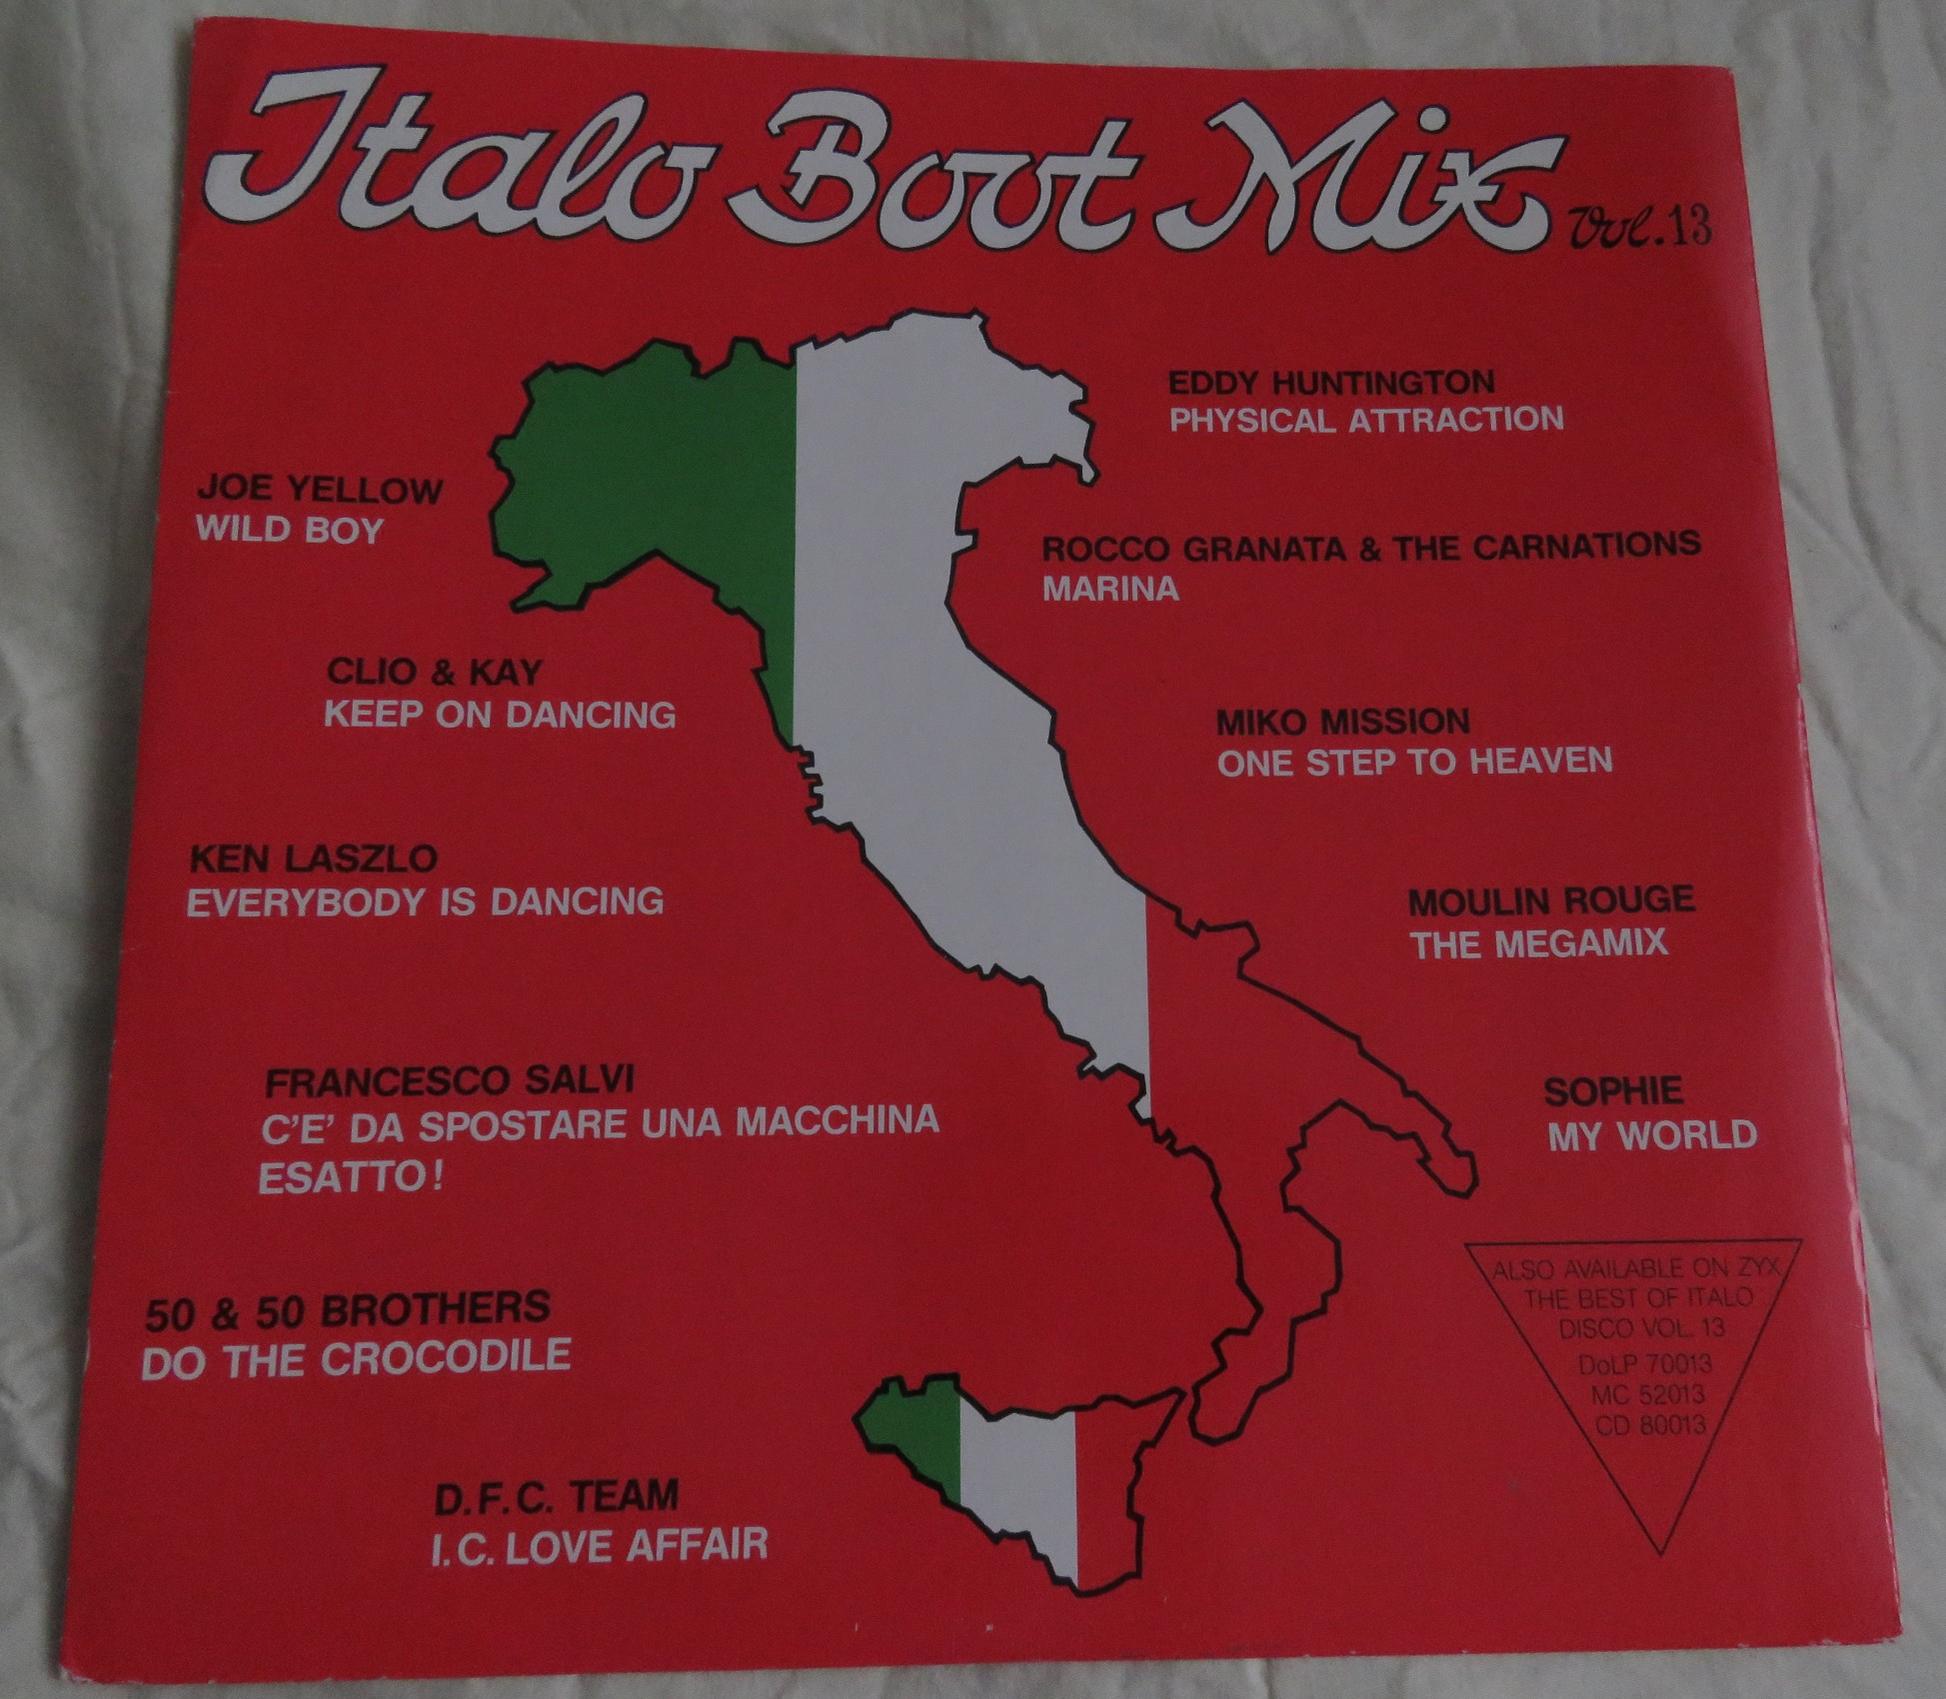 Italo Boot Mix Vol.13
EDDY HUNTINGTON
PHYSICAL ATTRACTION
JOE YELLOW
WILD BOY
ROCCO GRANATA & THE CARNATIONS
MARINA
CLIO & KAY
KEEP ON DANCING
MIKO MISSION
ONE STEP TO HEAVEN
KEN LASZLO
EVERYBODY IS DANCING
MOULIN ROUGE
THE MEGAMIX
FRANCESCO SALVI
C'E' DA SPOSTARE UNA MACCHINA
ESATTO!
SOPHIE
MY WORLD
50 & 50 BROTHERS
DO THE CROCODILE
D.F.C. TEAM
I.C. LOVE AFFAIR
ALSO AVAILABLE ON ZYX
THE BEST OF ITALO
DISCO VOL. 13
DoLP 70013
MC 52013
CD 80013